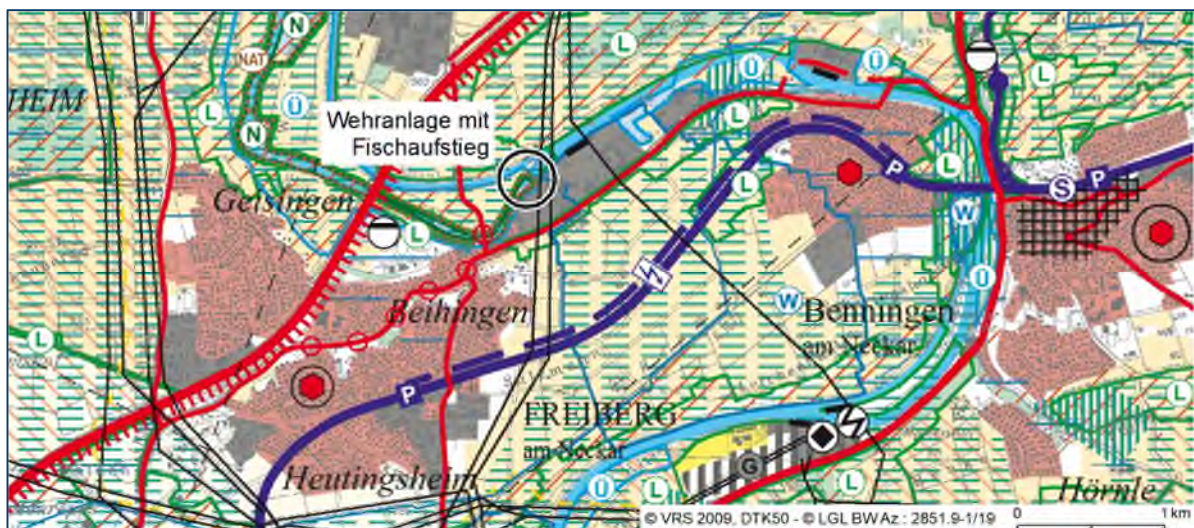 HEIM
NAT
N
N
Ü
L
L
L
Ü
Ü
L
Wehranlage mit
Fischaufstieg
Geisingen
L
L
L
P
L
S
P
W
Ü
Beihingen
W
Benningen
am Neckar
L
P
FREIBERG
am Neckar
L
Heutingsheim
Ü
L
G
L
Hörnle
© VRS 2009, DTK50 - © LGL BW Az.: 2851.9-1/19
0 1 km